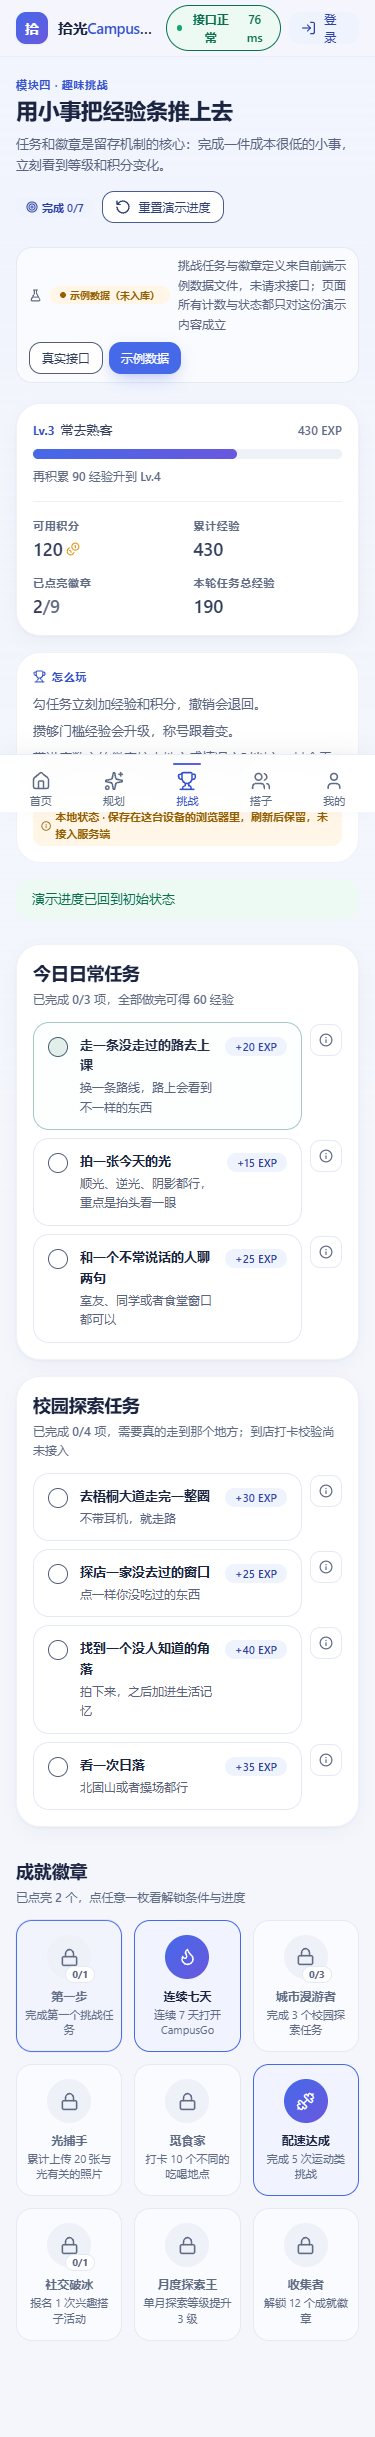 拾
拾光Campus...
接口正常
76 ms
登录
模块四 · 趣味挑战
用小事把经验条推上去
任务和徽章是留存机制的核心：完成一件成本很低的小事，
立刻看到等级和积分变化。
完成 0/7
重置演示进度
示例数据（未入库）
挑战任务与徽章定义来自前端示
例数据文件，未请求接口；页面
所有计数与状态都只对这份演示
内容成立
真实接口
示例数据
Lv.3 常去熟客
430 EXP
再积累 90 经验升到 Lv.4
可用积分
累计经验
120
430
已点亮徽章
本轮任务总经验
2/9
190
怎么玩
勾任务立刻加经验和积分，撤销会退回。
攒够门槛经验会升级，称号跟着变。
首页
规划
挑战
搭子
我的
本地状态 · 保存在这台设备的浏览器里，刷新后保留，未
接入服务端
演示进度已回到初始状态
今日日常任务
已完成 0/3 项，全部做完可得 60 经验
走一条没走过的路去上
课
+20 EXP
换一条路线，路上会看到
不一样的东西
拍一张今天的光
+15 EXP
顺光、逆光、阴影都行，
重点是抬头看一眼
和一个不常说话的人聊
两句
+25 EXP
室友、同学或者食堂窗口
都可以
校园探索任务
已完成 0/4 项，需要真的走到那个地方；到店打卡校验尚
未接入
去梧桐大道走完一整圈
+30 EXP
不带耳机，就走路
探店一家没去过的窗口
+25 EXP
点一样你没吃过的东西
找到一个没人知道的角
落
+40 EXP
拍下来，之后加进生活记
忆
看一次日落
+35 EXP
北固山或者操场都行
成就徽章
已点亮 2 个，点任意一枚看解锁条件与进度
0/1
第一步
完成第一个挑战任
务
连续七天
连续 7 天打开
CampusGo
0/3
城市漫游者
完成 3 个校园探
索任务
光捕手
累计上传 20 张与
光有关的照片
觅食家
打卡 10 个不同的
吃喝地点
配速达成
完成 5 次运动类
挑战
0/1
社交破冰
报名 1 次兴趣搭
子活动
月度探索王
单月探索等级提升
3 级
收集者
解锁 12 个成就徽
章